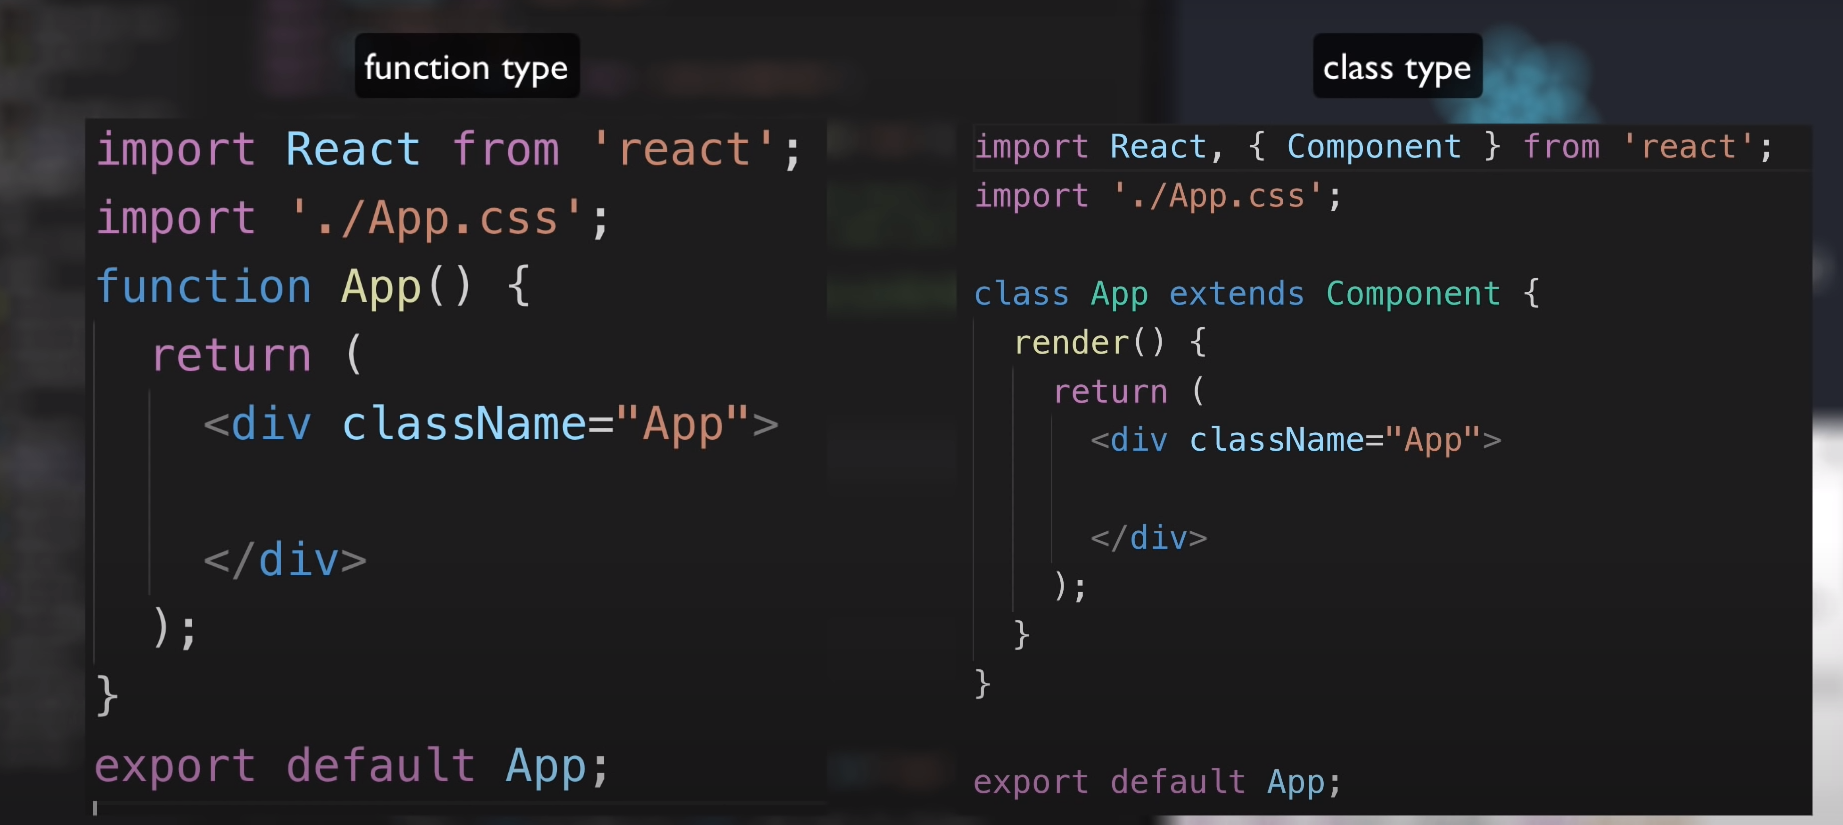 function type
import React from 'react';
import './App.css';
function App() {
  return (
    <div className="App">

    </div>
  );
}
export default App;
class type
import React, { Component } from 'react';
import './App.css';

class App extends Component {
  render() {
    return (
      <div className="App">

      </div>
    );
  }
}

export default App;